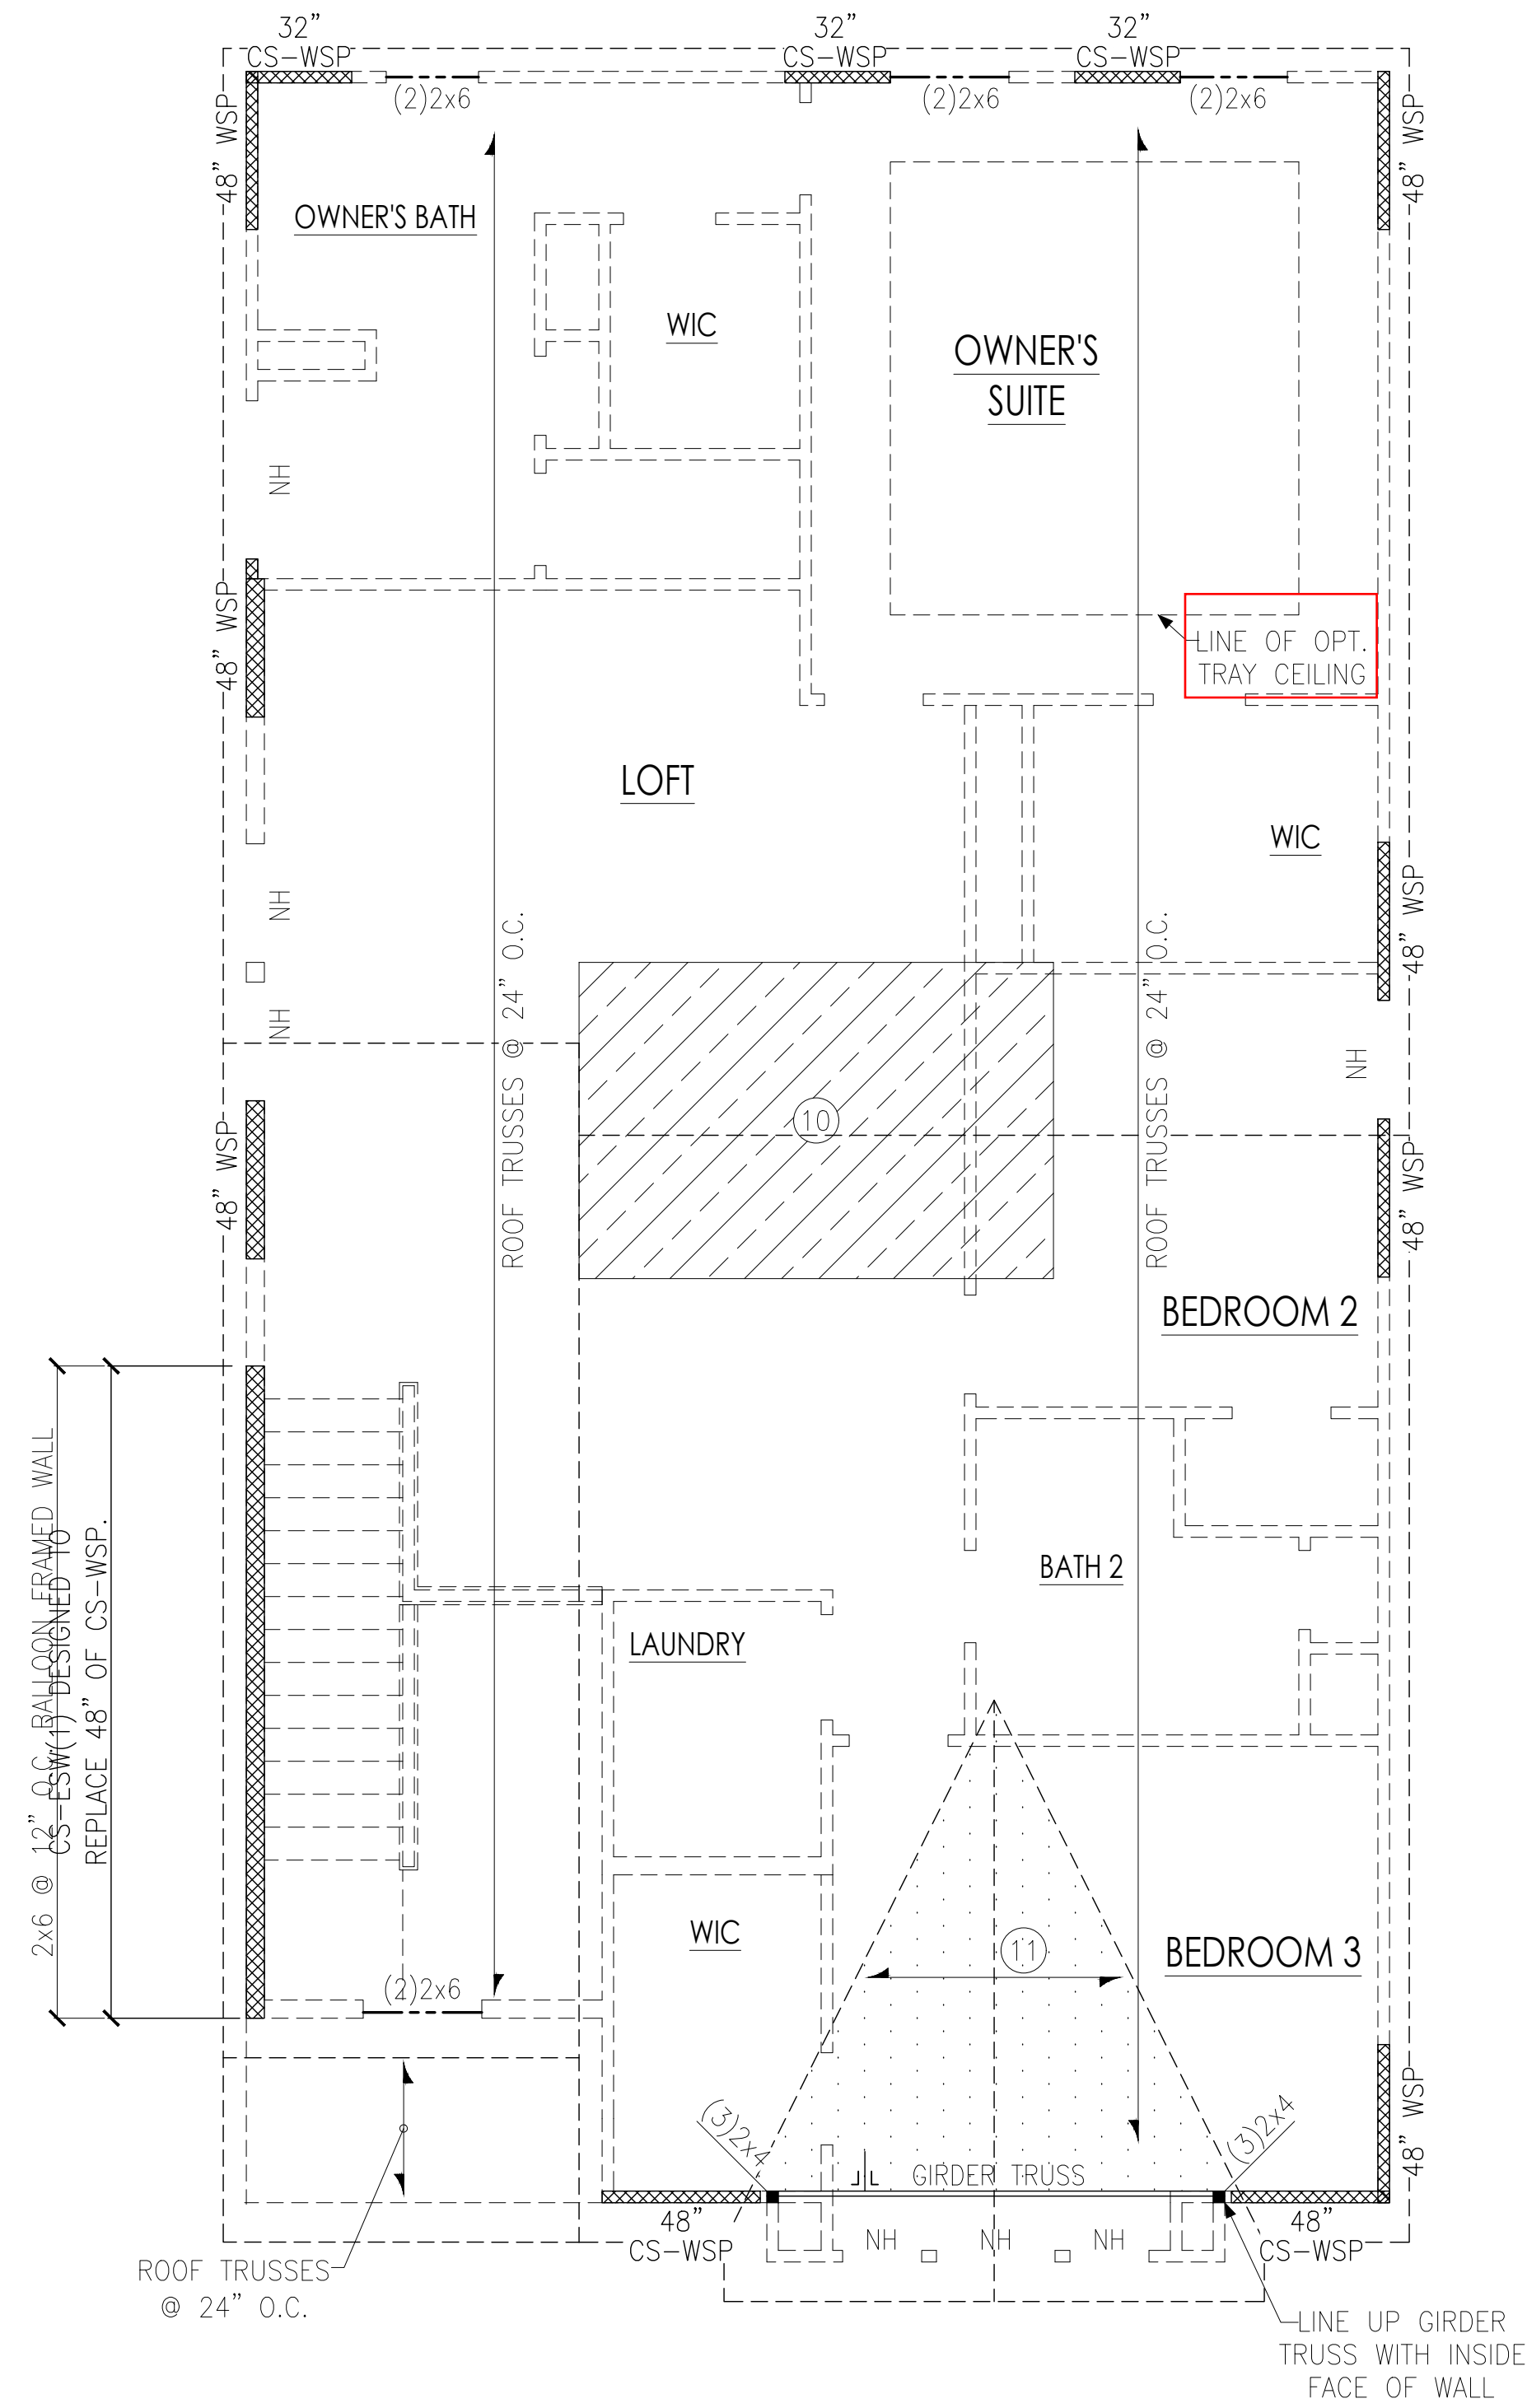 32” 32” 32”
CS-WSP CS-WSP CS-WSP
(2)2x6 (2)2x6 (2)2x6
48” WSP
48” WSP
OWNER'S BATH
WIC
OWNER'S
SUITE
NH
48” WSP
LINE OF OPT.
TRAY CEILING
LOFT
WIC
NH
48” WSP
ROOF TRUSSES @ 24” O.C.
ROOF TRUSSES @ 24” O.C.
NH
NH
10
48” WSP
48” WSP
BEDROOM 2
2x6 @ 12” O.C. BALLOON FRAMED WALL
CS-ESW(1) DESIGNED TO
REPLACE 48” OF CS-WSP.
BATH 2
LAUNDRY
WIC
11
BEDROOM 3
(2)2x6
(3)2x4
(3)2x4
48” WSP
GIRDER TRUSS
48”
CS-WSP
NH NH NH
48”
CS-WSP
ROOF TRUSSES
@ 24” O.C.
LINE UP GIRDER
TRUSS WITH INSIDE
FACE OF WALL